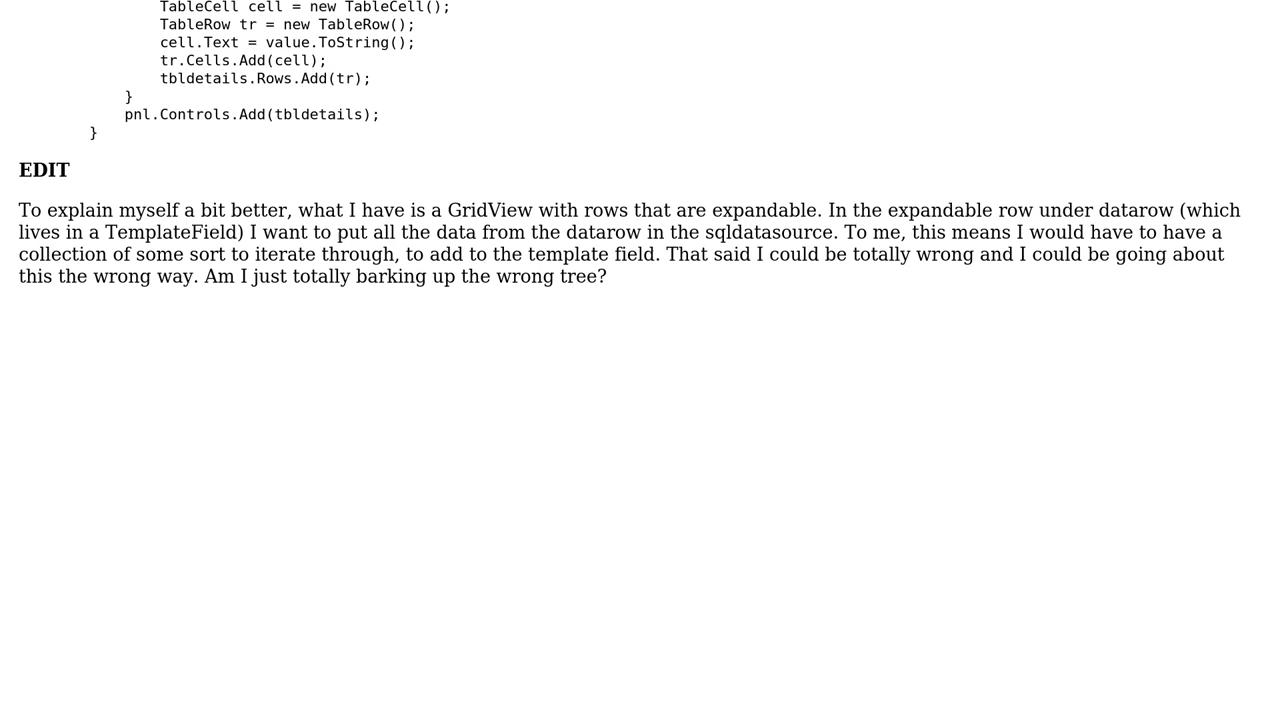 TableCell cell = new TableCell();
TableRow tr = new TableRow();
cell.Text = value.ToString();
tr.Cells.Add(cell);
tbldetails.Rows.Add(tr);
}
pnl.Controls.Add(tbldetails);
}
EDIT
To explain myself a bit better, what I have is a GridView with rows that are expandable. In the expandable row under datarow (which
lives in a TemplateField) I want to put all the data from the datarow in the sqldatasource. To me, this means I would have to have a
collection of some sort to iterate through, to add to the template field. That said I could be totally wrong and I could be going about
this the wrong way. Am I just totally barking up the wrong tree?